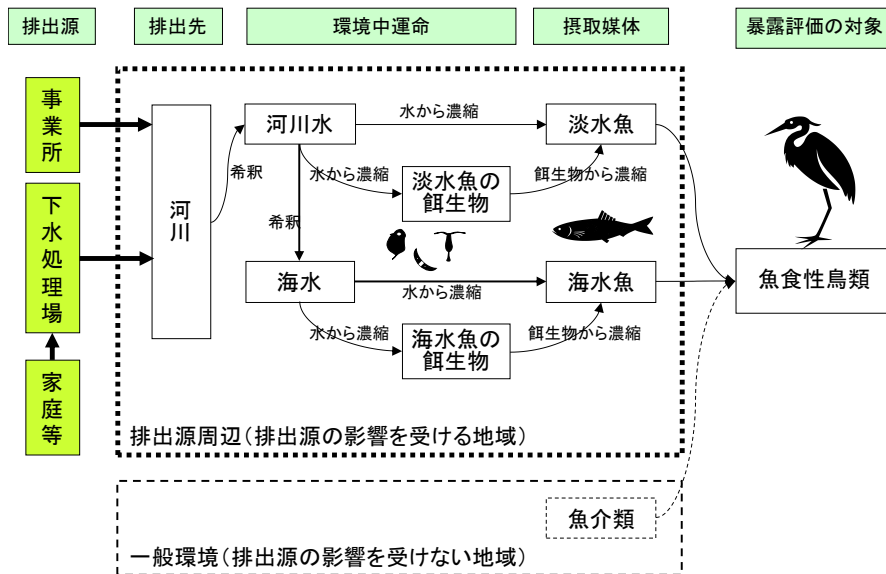 排出源
排出先
環境中運命
摂取媒体
暴露評価の対象
事業所
下水処理場
家庭等
河川
希釈
河川水
水から濃縮
淡水魚
水から濃縮
淡水魚の
餌生物
餌生物から濃縮
希釈
海水
水から濃縮
海水魚
水から濃縮
海水魚の
餌生物
餌生物から濃縮
魚食性鳥類
排出源周辺(排出源の影響を受ける地域)
魚介類
一般環境(排出源の影響を受けない地域)